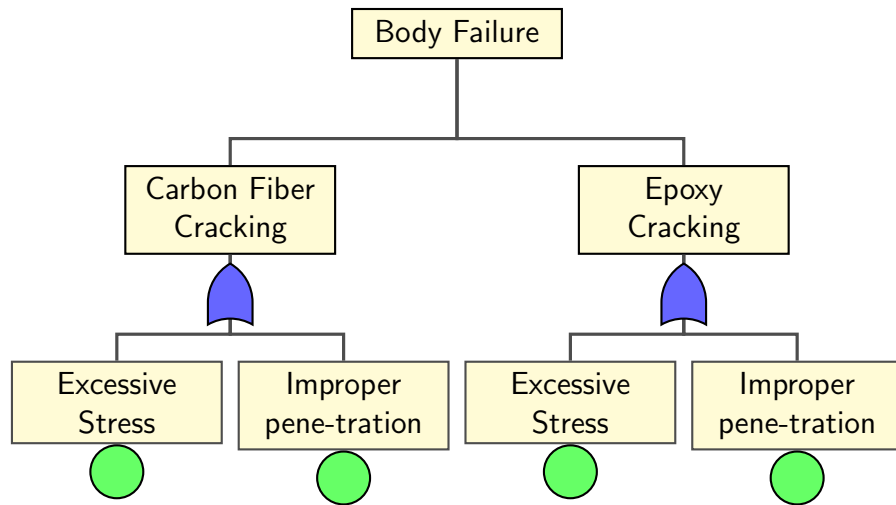 Body Failure
Carbon Fiber
Cracking
Epoxy
Cracking
Excessive
Stress
Improper
pene-tration
Excessive
Stress
Improper
pene-tration